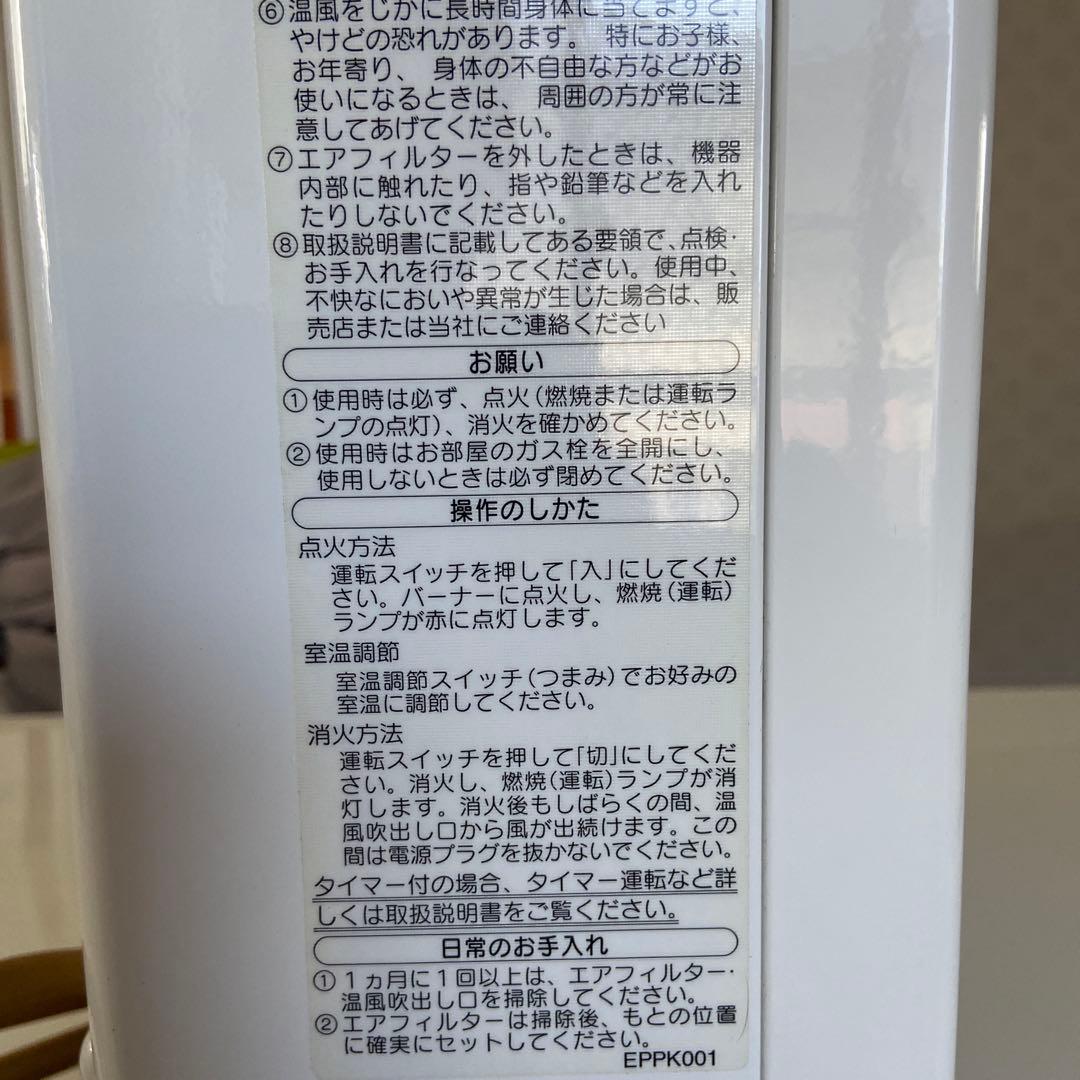 ⑥温風をじかに長時間身体に当てますと、
やけどの恐れがあります。 特にお子様、
お年寄り、 身体の不自由な方などがお
使いになるときは、 周囲の方が常に注
意してあげてください。
⑦エアフィルターを外したときは、機器
内部に触れたり、指や鉛筆などを入れ
たりしないでください。
⑧取扱説明書に記載してある要領で、点検・
お手入れを行なってください。使用中、
不快なにおいや異常が生じた場合は、販
売店または当社にご連絡ください
お願い
①使用時は必ず、点火(燃焼または運転ラ
ンプの点灯)、消火を確かめてください。
②使用時はお部屋のガス栓を全開にし、
使用しないときは必ず閉めてください。
操作のしかた
点火方法
運転スイッチを押して「入」にしてくだ
さい。バーナーに点火し、燃焼(運転)
ランプが赤に点灯します。
室温調節
室温調節スイッチ(つまみ)でお好みの
室温に調節してください。
消火方法
運転スイッチを押して「切」にしてくだ
さい。消火し、燃焼(運転)ランプが消
灯します。消火後もしばらくの間、温
風吹出し口から風が出続けます。この
間は電源プラグを抜かないでください。
タイマー付の場合、タイマー運転など詳
しくは取扱説明書をご覧ください。
日常のお手入れ
①1ヵ月に1回以上は、エアフィルター・
温風吹出し口を掃除してください。
②エアフィルターは掃除後、もとの位置
に確実にセットしてください。
EPPK001